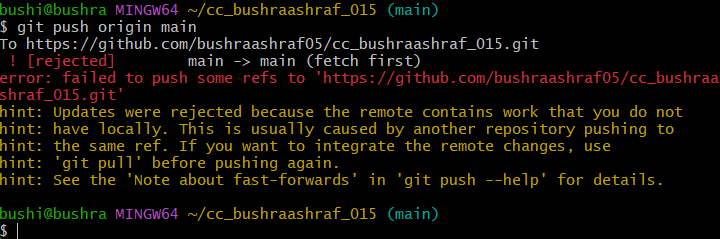 bushi@bushra MINGW64 ~/cc_bushraashraf_015 (main)
$ git push origin main
To https://github.com/bushraashraf05/cc_bushraashraf_015.git
 ! [rejected]        main -> main (fetch first)
error: failed to push some refs to 'https://github.com/bushraashraf05/cc_bushraa
shraf_015.git'
hint: Updates were rejected because the remote contains work that you do not
hint: have locally. This is usually caused by another repository pushing to
hint: the same ref. If you want to integrate the remote changes, use
hint: 'git pull' before pushing again.
hint: See the 'Note about fast-forwards' in 'git push --help' for details.
bushi@bushra MINGW64 ~/cc_bushraashraf_015 (main)
$